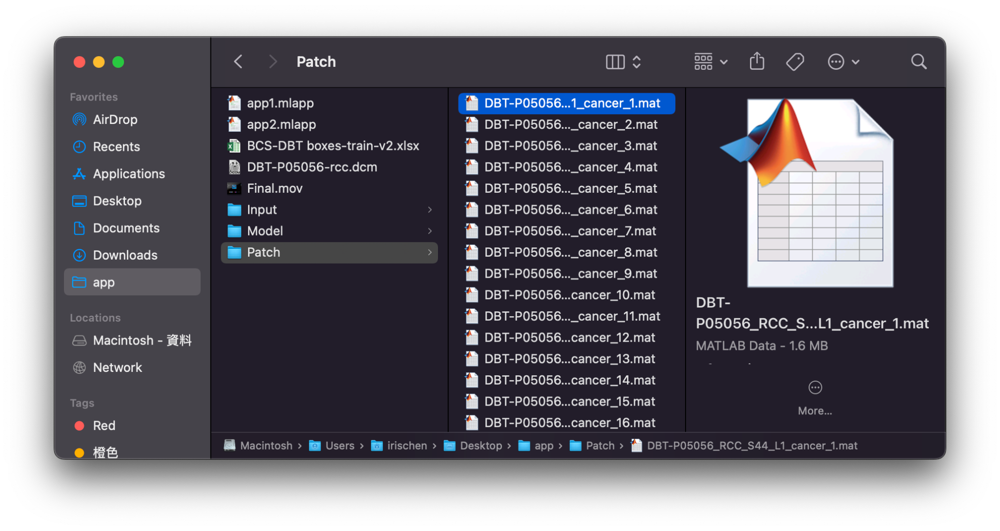 Patch
Favorites
AirDrop
Recents
Applications
Desktop
Documents
Downloads
app
Locations
Macintosh - 資料
Network
Tags
Red
橙色
app1.mlapp
app2.mlapp
BCS-DBT boxes-train-v2.xlsx
DBT-P05056-rcc.dcm
Final.mov
Input
Model
Patch
DBT-P05056...1_cancer_1.mat
DBT-P05056..._cancer_2.mat
DBT-P05056..._cancer_3.mat
DBT-P05056..._cancer_4.mat
DBT-P05056..._cancer_5.mat
DBT-P05056..._cancer_6.mat
DBT-P05056..._cancer_7.mat
DBT-P05056..._cancer_8.mat
DBT-P05056..._cancer_9.mat
DBT-P05056...cancer_10.mat
DBT-P05056..._cancer_11.mat
DBT-P05056...cancer_12.mat
DBT-P05056...cancer_13.mat
DBT-P05056...cancer_14.mat
DBT-P05056...cancer_15.mat
DBT-P05056...cancer_16.mat
DBT-
P05056_RCC_S...L1_cancer_1.mat
MATLAB Data - 1.6 MB
More...
Macintosh › Users › irischen › Desktop › app › Patch › DBT-P05056_RCC_S44_L1_cancer_1.mat